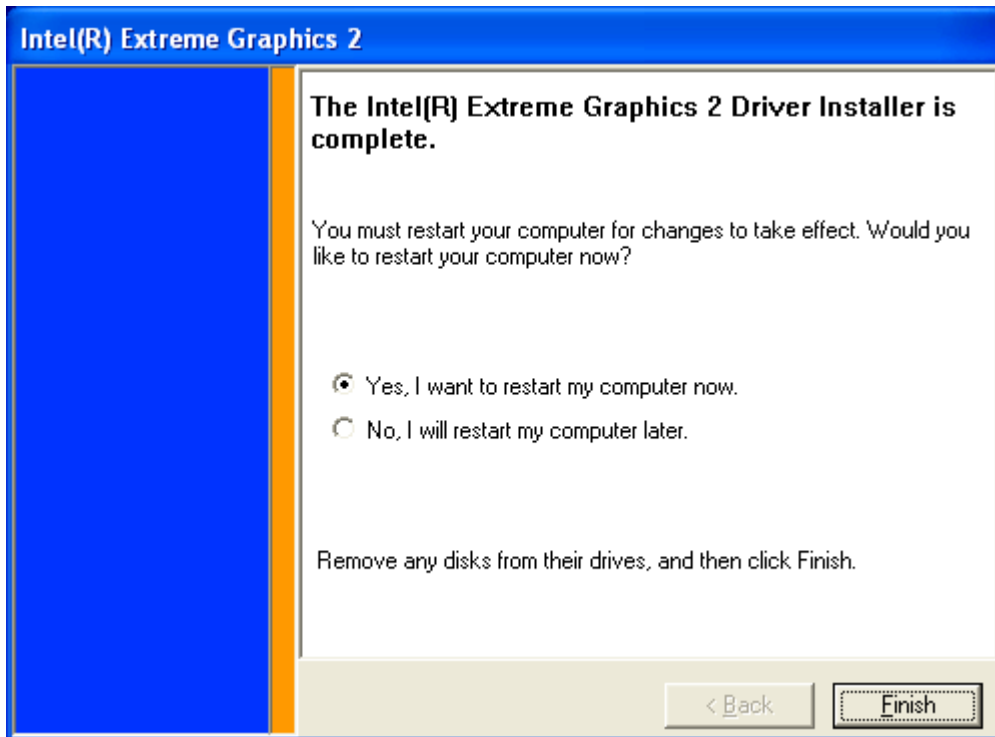 Intel(R) Extreme Graphics 2
The Intel(R) Extreme Graphics 2 Driver Installer is
complete.
You must restart your computer for changes to take effect. Would you
like to restart your computer now?
Yes, I want to restart my computer now.
No, I will restart my computer later.
Remove any disks from their drives, and then click Finish.
< Back
Finish